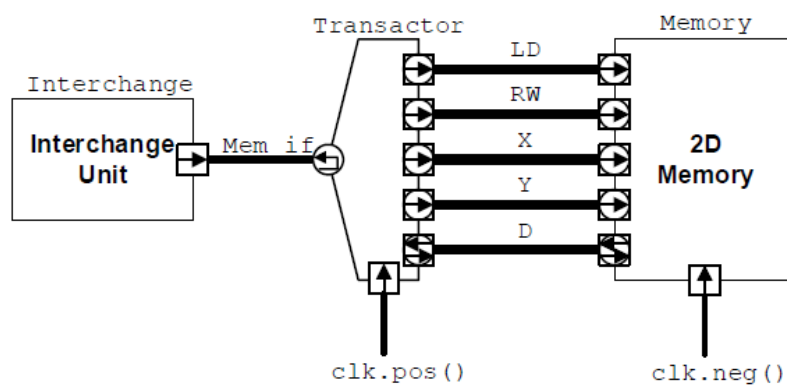 Transactor
Memory
Interchange
LD
RW
Interchange
Unit
Mem if
X
2D
Memory
Y
D
clk.pos()
clk.neg()